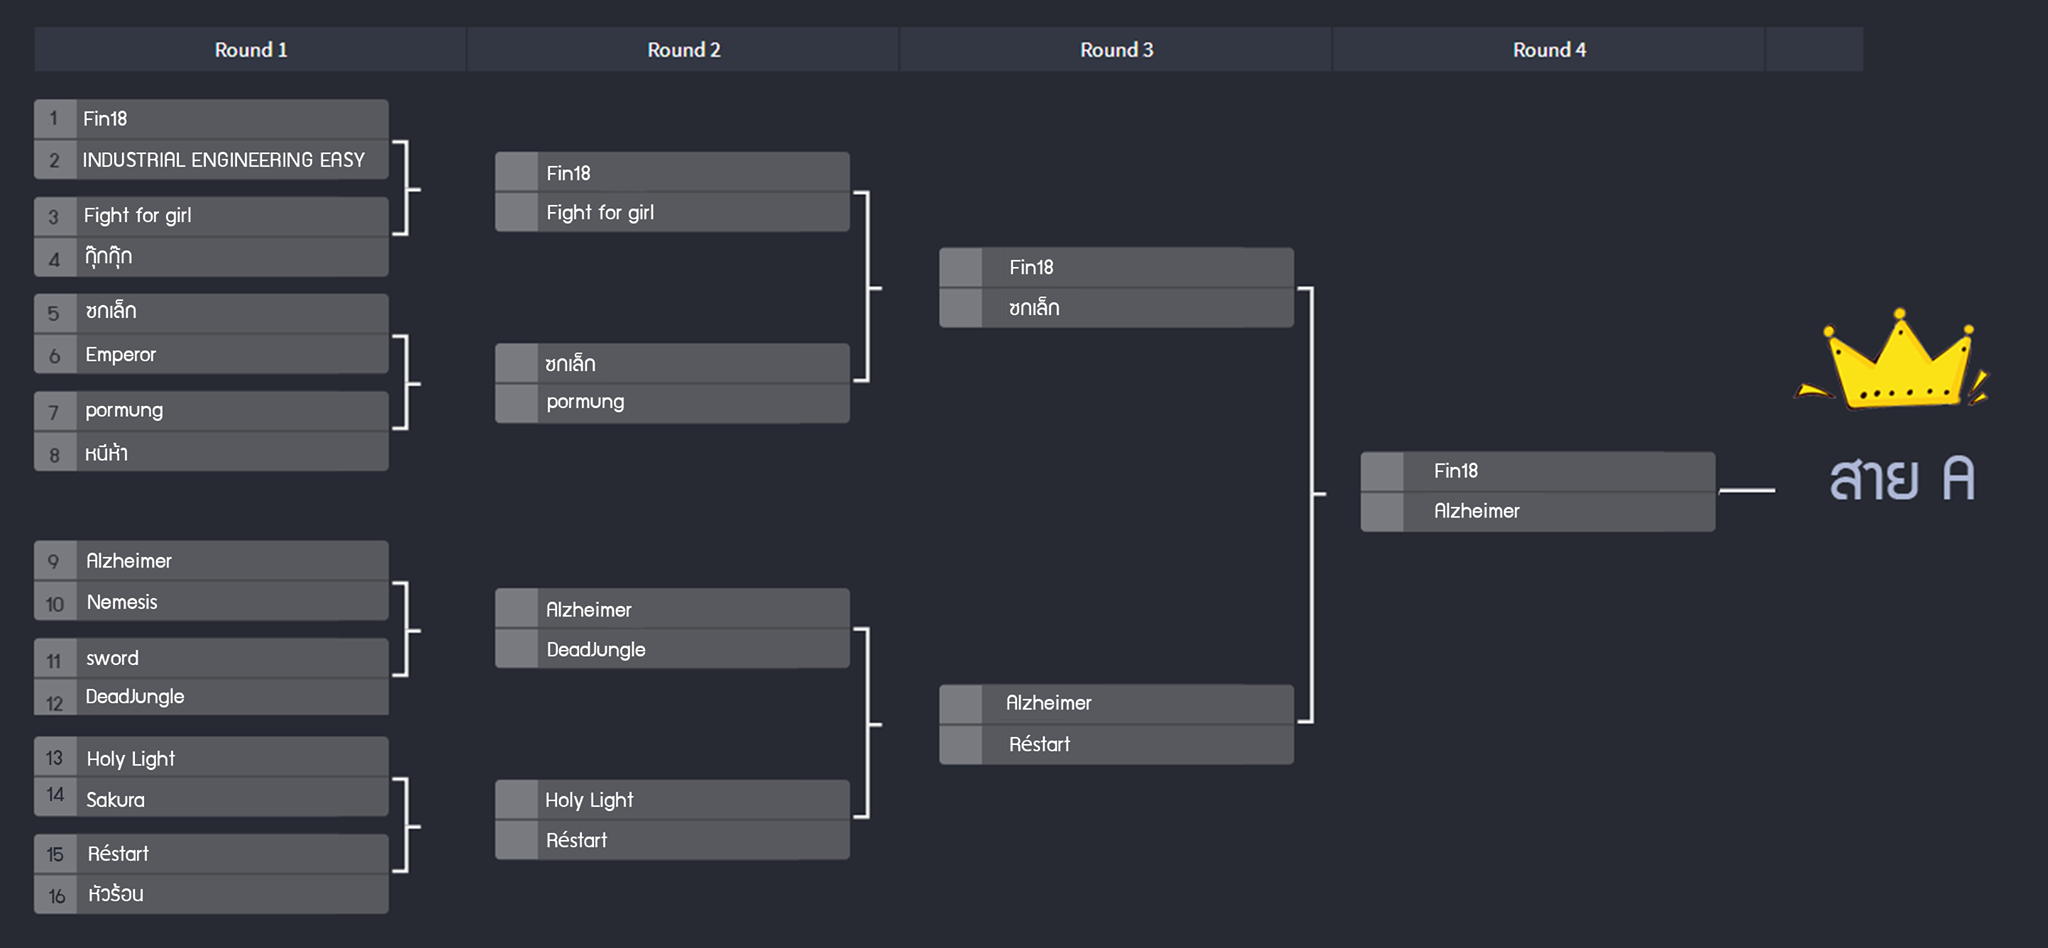 Round 1
Round 2
Round 3
Round 4
1 Fin18
2 INDUSTRIAL ENGINEERING EASY
3 Fight for girl
4 กุ๊กกุ๊ก
5 ซกเล็ก
6 Emperor
7 pormung
8 หนีห้า
9 Alzheimer
10 Nemesis
11 sword
12 DeadJungle
13 Holy Light
14 Sakura
15 Réstart
16 หัวร้อน
Fin18
Fight for girl
ซกเล็ก
pormung
Alzheimer
DeadJungle
Holy Light
Réstart
Fin18
ซกเล็ก
Alzheimer
Réstart
Fin18
Alzheimer
สาย A